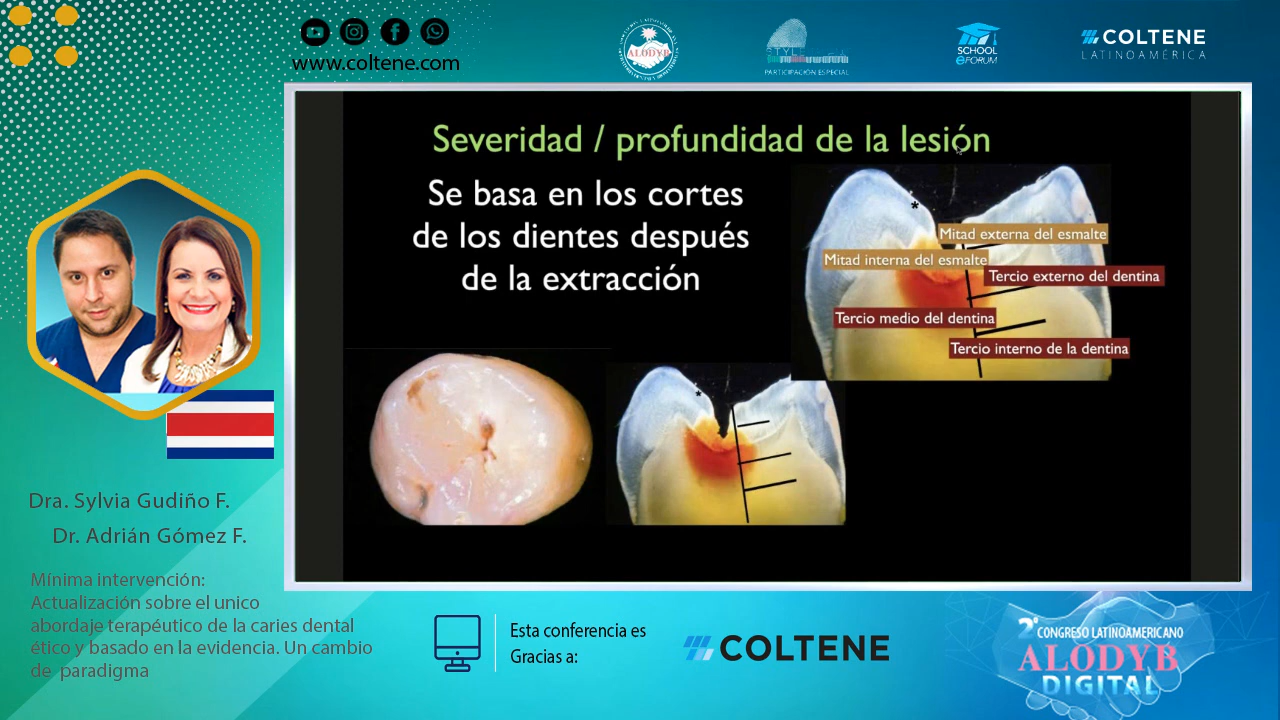 www.coltene.com
ALODYB
PARTICIPACIÓN ESPECIAL
SCHOOL
eFORUM
COLTENE
LATINOAMÉRICA
Severidad / profundidad de la lesión
Se basa en los cortes
de los dientes después
de la extracción
*
Mitad externa del esmalte
Mitad interna del esmalte
Tercio externo del dentina
Tercio medio del dentina
Tercio interno de la dentina
*
Dra. Sylvia Gudiño F.
Dr. Adrián Gómez F.
Mínima intervención:
Actualización sobre el unico
abordaje terapéutico de la caries dental
ético y basado en la evidencia. Un cambio
de paradigma
Esta conferencia es
Gracias a:
COLTENE
2° CONGRESO LATINOAMERICANO
ALODYB
DIGITAL